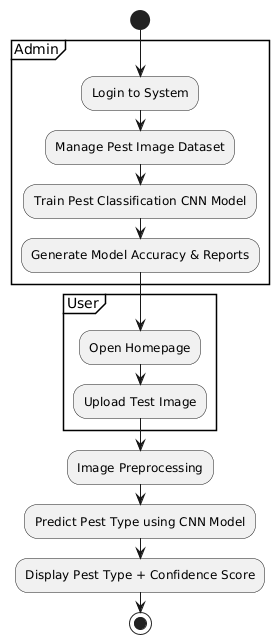 Admin
Login to System
Manage Pest Image Dataset
Train Pest Classification CNN Model
Generate Model Accuracy & Reports
User
Open Homepage
Upload Test Image
Image Preprocessing
Predict Pest Type using CNN Model
Display Pest Type + Confidence Score